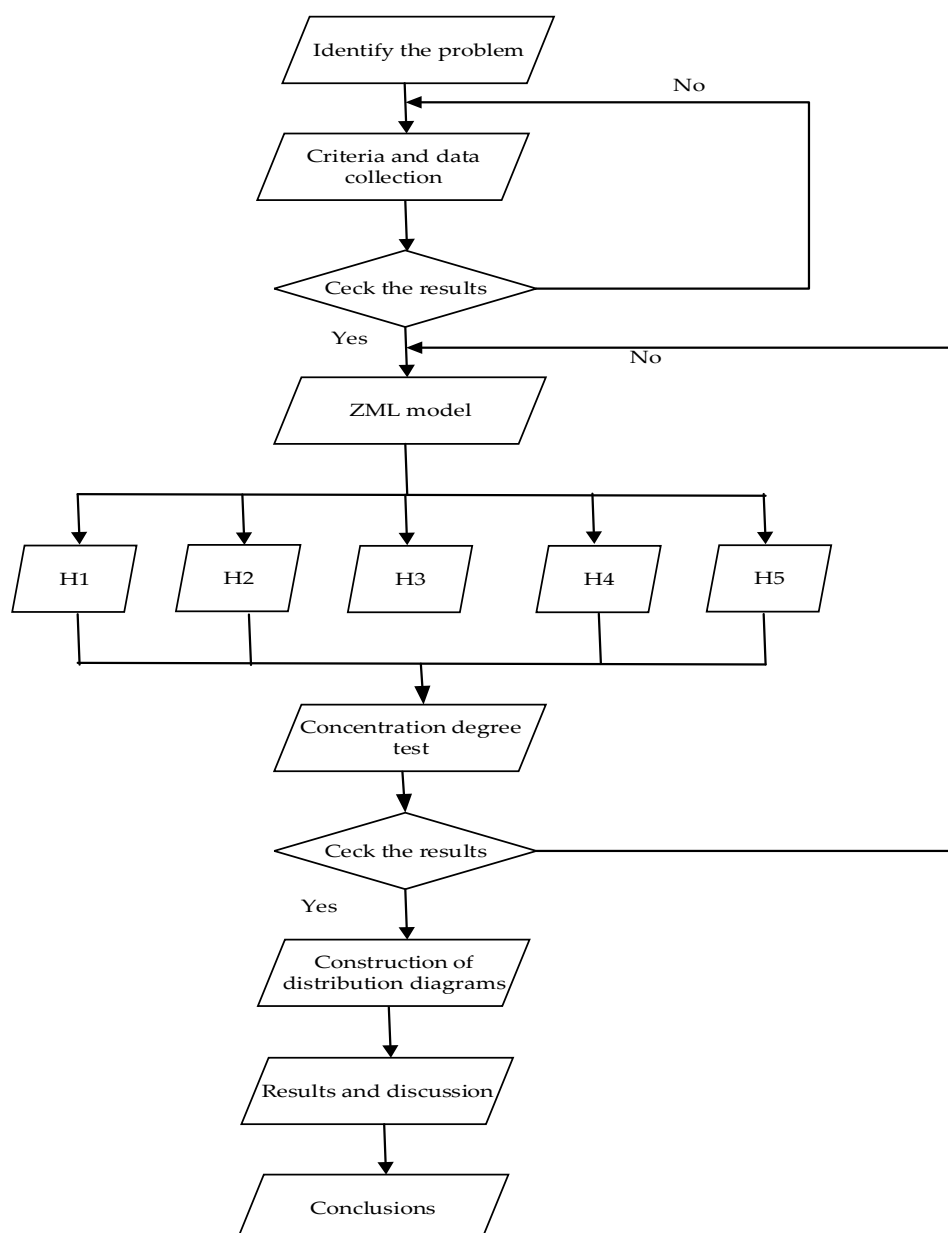 Identify the problem
No
Criteria and data
collection
Ceck the results
Yes
No
ZML model
H1
H2
H3
H4
H5
Concentration degree
test
Ceck the results
Yes
Construction of
distribution diagrams
Results and discussion
Conclusions